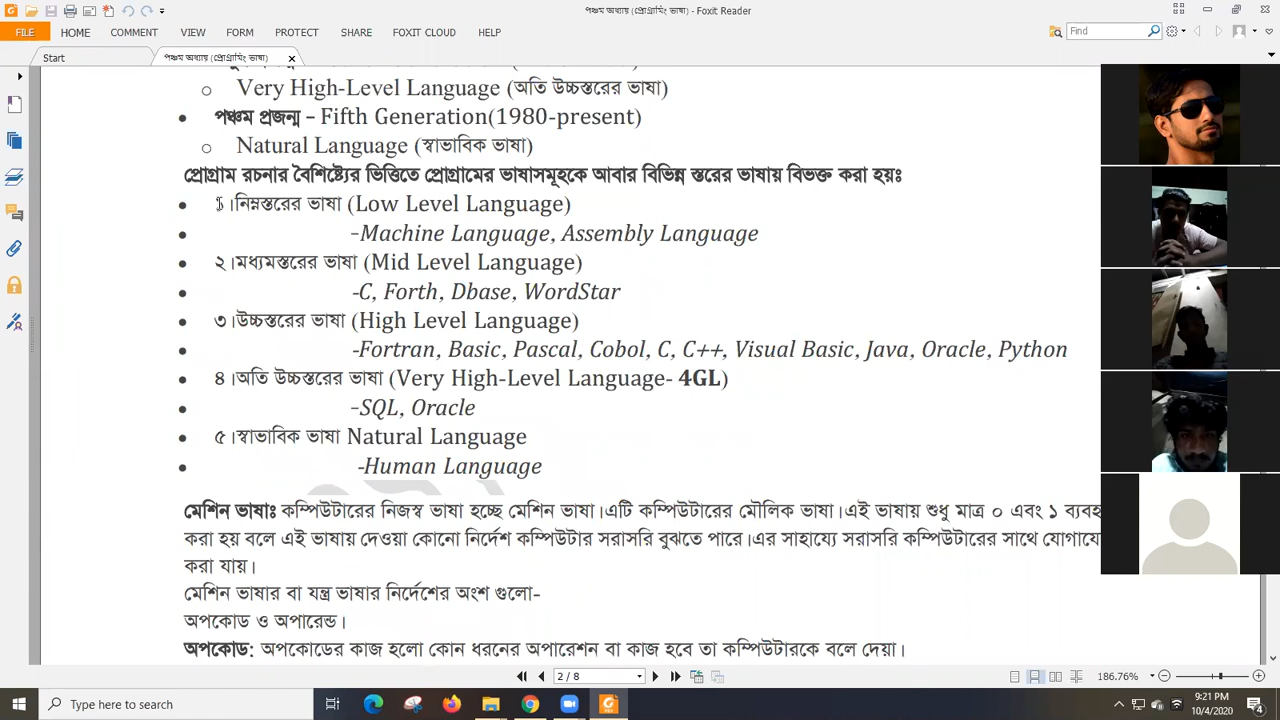 পঞ্চম অধ্যায় (প্রোগ্রামিং ভাষা) - Foxit Reader
FILE HOME COMMENT VIEW FORM PROTECT SHARE FOXIT CLOUD HELP Find
Start পঞ্চম অধ্যায় (প্রোগ্রামিং ভাষা)
o Very High-Level Language (অতি উচ্চস্তরের ভাষা)
• পঞ্চম প্রজন্ম – Fifth Generation(1980-present)
o Natural Language (স্বাভাবিক ভাষা)
প্রোগ্রাম রচনার বৈশিষ্ট্যের ভিত্তিতে প্রোগ্রামের ভাষাসমূহকে আবার বিভিন্ন স্তরের ভাষায় বিভক্ত করা হয়ঃ
• ১।নিম্নস্তরের ভাষা (Low Level Language)
• -Machine Language, Assembly Language
• ২।মধ্যমস্তরের ভাষা (Mid Level Language)
• -C, Forth, Dbase, WordStar
• ৩।উচ্চস্তরের ভাষা (High Level Language)
• -Fortran, Basic, Pascal, Cobol, C, C++, Visual Basic, Java, Oracle, Python
• ৪।অতি উচ্চস্তরের ভাষা (Very High-Level Language- 4GL)
• -SQL, Oracle
• ৫।স্বাভাবিক ভাষা Natural Language
• -Human Language
মেশিন ভাষাঃ কম্পিউটারের নিজস্ব ভাষা হচ্ছে মেশিন ভাষা।এটি কম্পিউটারের মৌলিক ভাষা।এই ভাষায় শুধু মাত্র ০ এবং ১
করা হয় বলে এই ভাষায় দেওয়া কোনো নির্দেশ কম্পিউটার সরাসরি বুঝতে পারে।এর সাহায্যে সরাসরি কম্পিউটারের সাথে
করা যায়।
মেশিন ভাষার বা যন্ত্র ভাষার নির্দেশের অংশ গুলো-
অপকোড ও অপারেন্ড।
অপকোড: অপকোডের কাজ হলো কোন ধরনের অপারেশন বা কাজ হবে তা কম্পিউটারকে বলে দেয়া।
2 / 8 186.76%
Type here to search
9:21 PM
10/4/2020